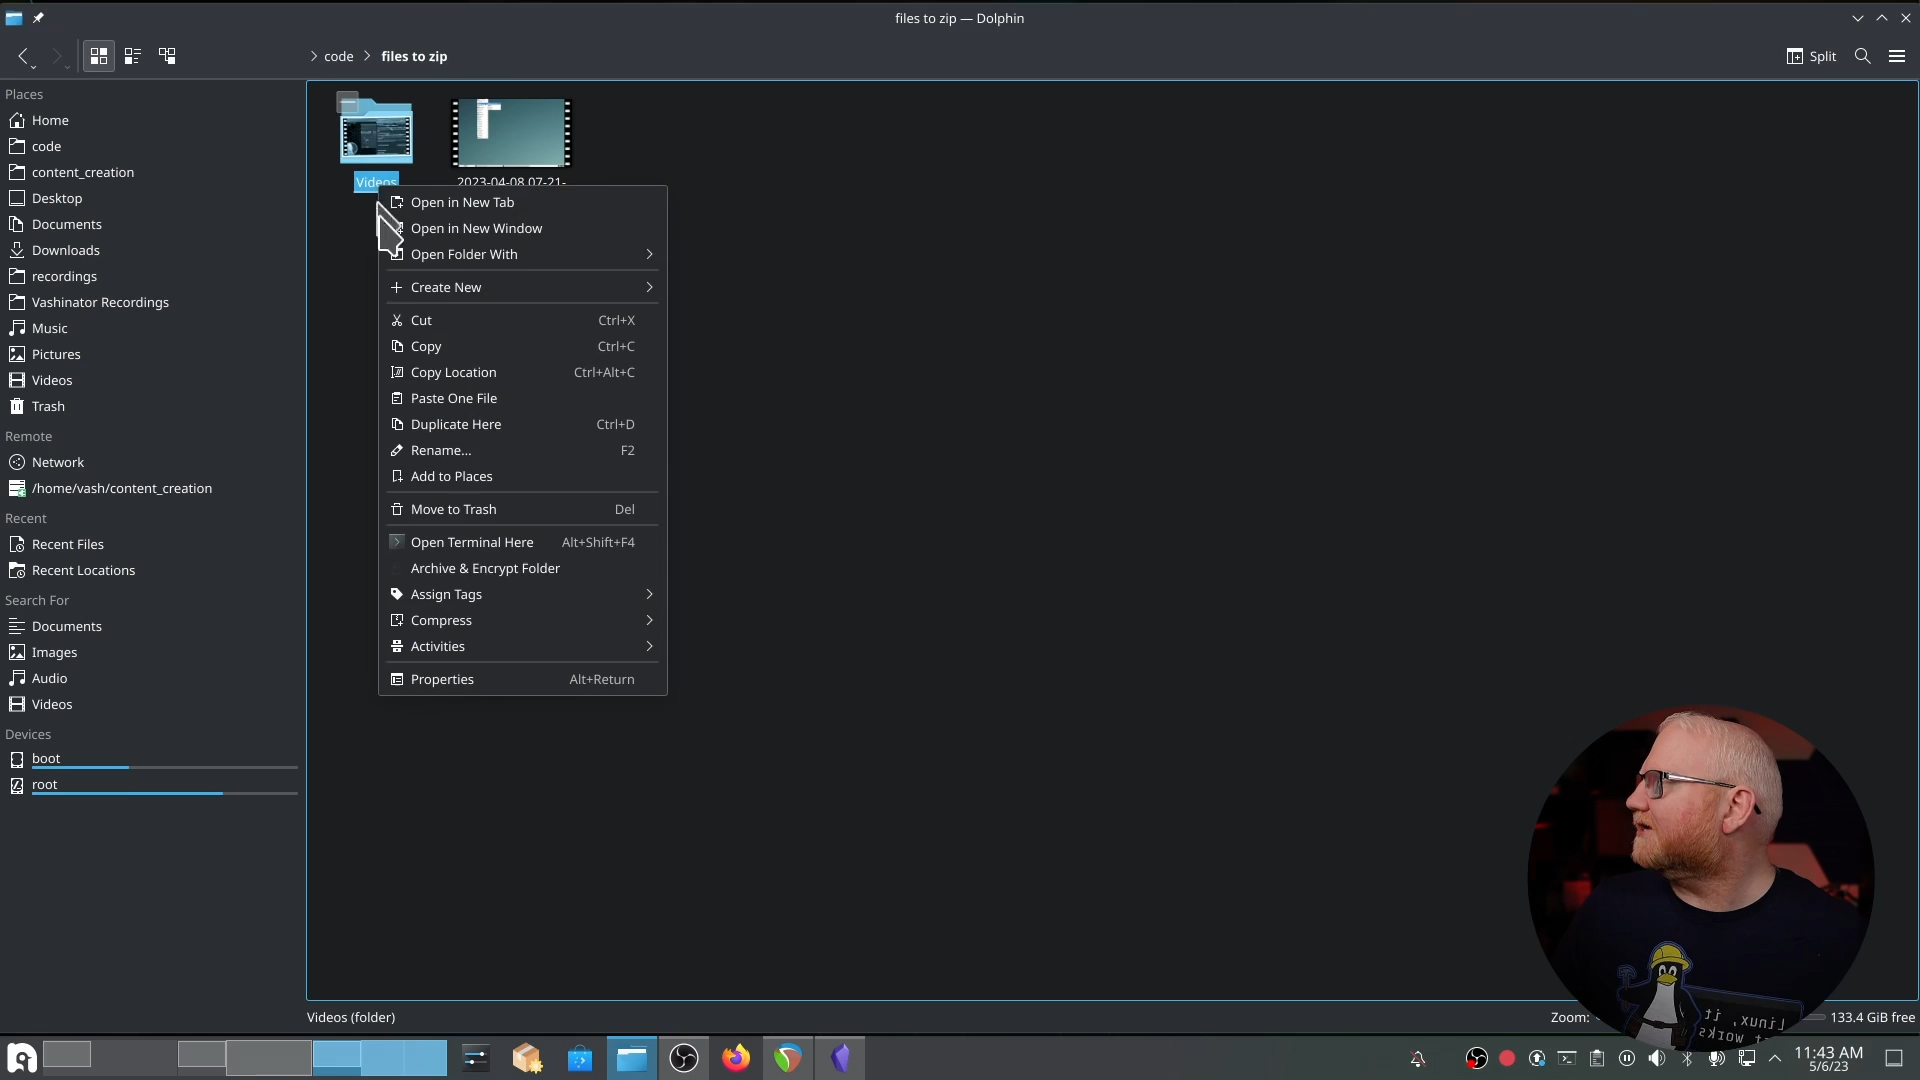 files to zip — Dolphin
code
files to zip
Split
Places
Home
code
content_creation
Desktop
Documents
Downloads
recordings
Vashinator Recordings
Music
Pictures
Videos
Trash
Remote
Network
/home/vash/content_creation
Recent
Recent Files
Recent Locations
Search For
Documents
Images
Audio
Videos
Devices
boot
root
Videos
2023-04-08 07-21-
Open in New Tab
Open in New Window
Open Folder With
Create New
Cut Ctrl+X
Copy Ctrl+C
Copy Location Ctrl+Alt+C
Paste One File
Duplicate Here Ctrl+D
Rename... F2
Add to Places
Move to Trash Del
Open Terminal Here Alt+Shift+F4
Archive & Encrypt Folder
Assign Tags
Compress
Activities
Properties Alt+Return
Linux, it
works
Videos (folder)
Zoom:
133.4 GiB free
11:43 AM
5/6/23